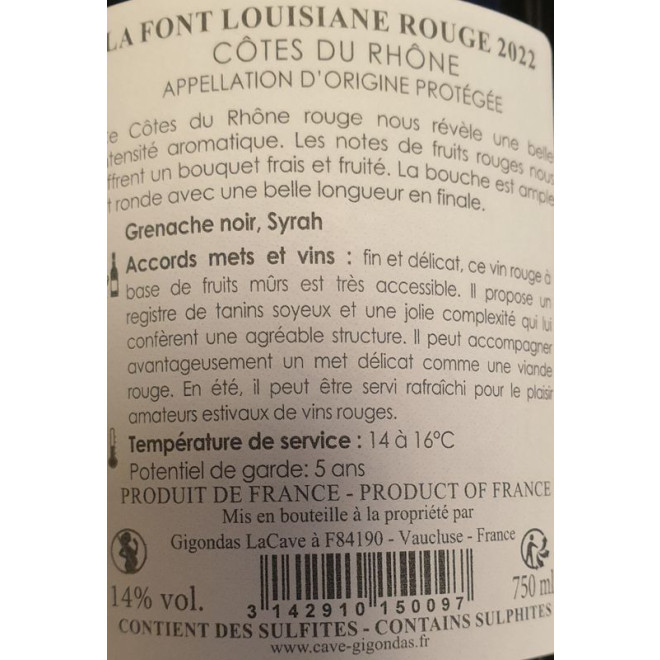 LA FONT LOUISIANE ROUGE 2022
CÔTES DU RHÔNE
APPELLATION D'ORIGINE PROTÉGÉE
e Côtes du Rhône rouge nous révèle une belle
tensité aromatique. Les notes de fruits rouges nous
ffrent un bouquet frais et fruité. La bouche est ample
t ronde avec une belle longueur en finale.
Grenache noir, Syrah
Accords mets et vins : fin et délicat, ce vin rouge à
base de fruits mûrs est très accessible. Il propose un
registre de tanins soyeux et une jolie complexité qui lui
confèrent une agréable structure. Il peut accompagner
avantageusement un met délicat comme une viande
rouge. En été, il peut être servi rafraîchi pour le plaisir
amateurs estivaux de vins rouges.
Température de service : 14 à 16°C
Potentiel de garde: 5 ans
PRODUIT DE FRANCE - PRODUCT OF FRANCE
Mis en bouteille à la propriété par
Gigondas LaCave à F84190 - Vaucluse - France
14% vol.
3 142910 150097
750 ml
CONTIENT DES SULFITES - CONTAINS SULPHITES
www.cave-gigondas.fr